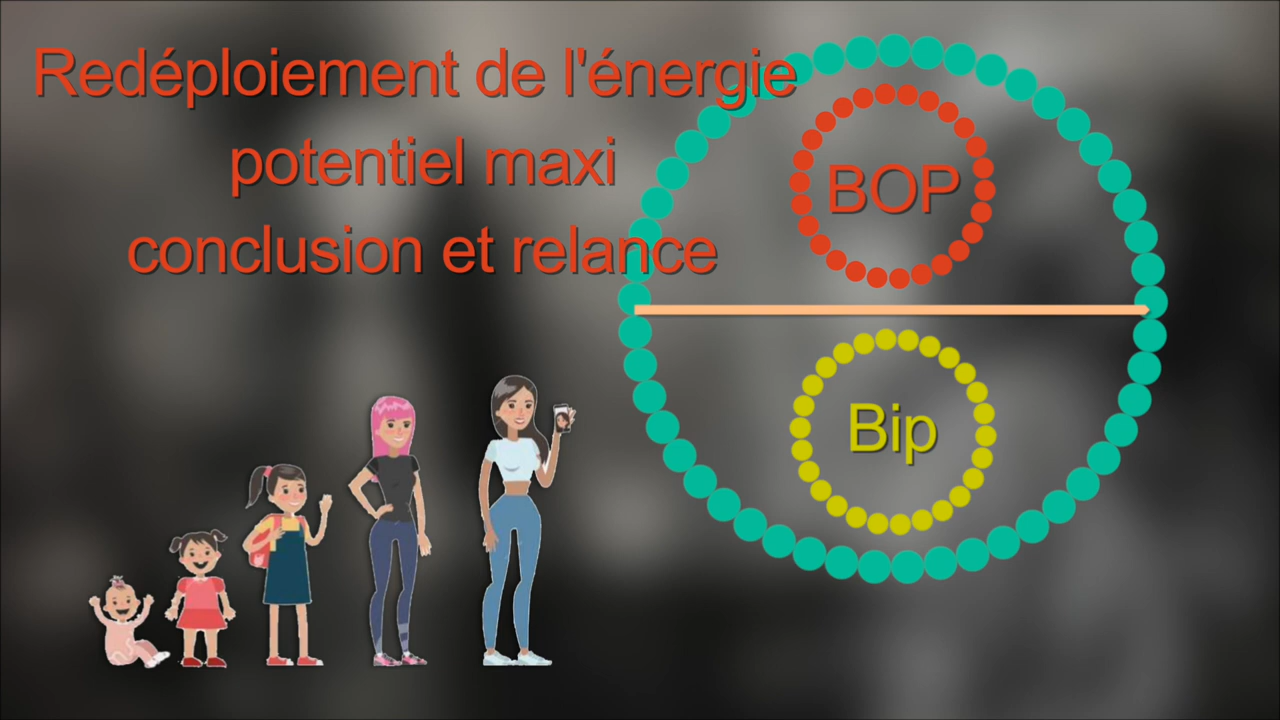 Redéploiement de l'énergie
potentiel maxi
conclusion et relance
BOP
Bip